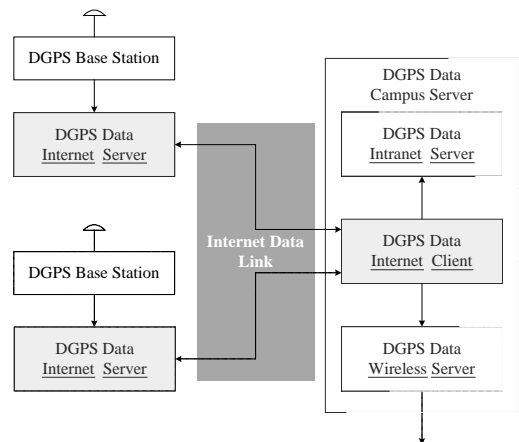 DGPS Base Station
DGPS Data
Internet Server
DGPS Base Station
DGPS Data
Internet Server
Internet Data
Link
DGPS Data
Campus Server
DGPS Data
Intranet Server
DGPS Data
Internet Client
DGPS Data
Wireless Server